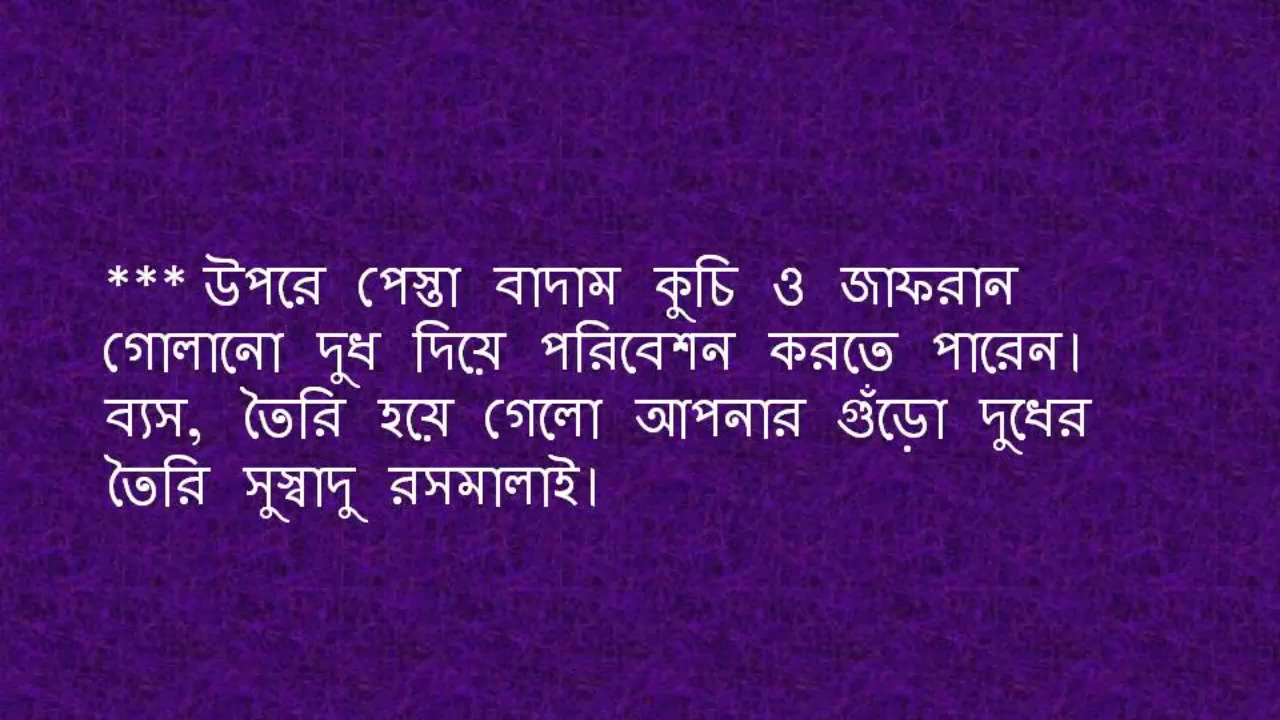 *** উপরে পেস্তা বাদাম কুচি ও জাফরান
গোলানো দুধ দিয়ে পরিবেশন করতে পারেন।
ব্যস, তৈরি হয়ে গেলো আপনার গুঁড়ো দুধের
তৈরি সুস্বাদু রসমালাই।